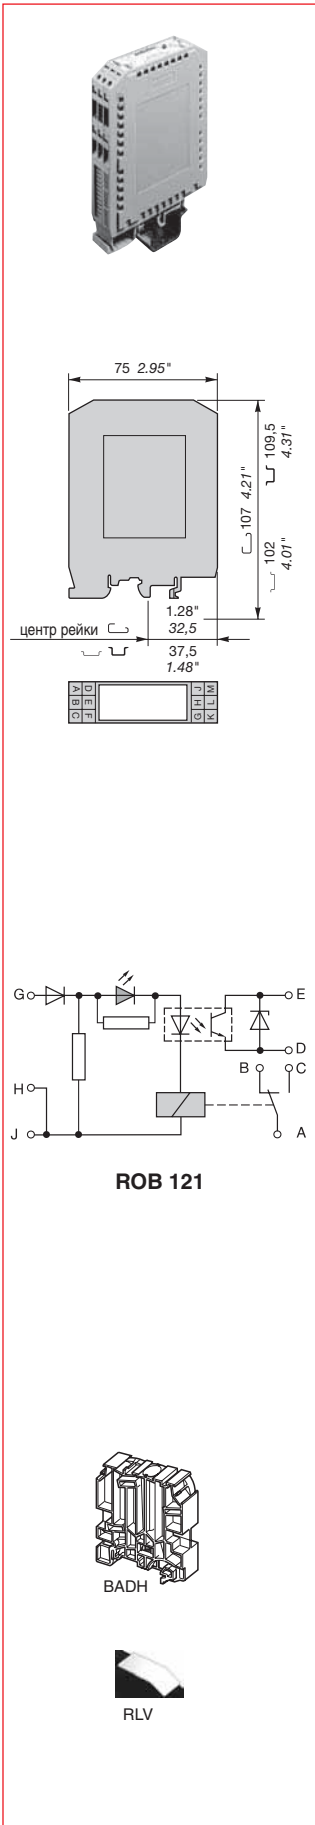 75 2.95"
109,5
4.31"
107 4.21"
102
4.01"
1.28"
32,5
центр рейки
37,5
1.48"
A D
B E
C F
J M
H L
G K
G
E
D
B C
H
J
A
ROB 121
BADH
RLV